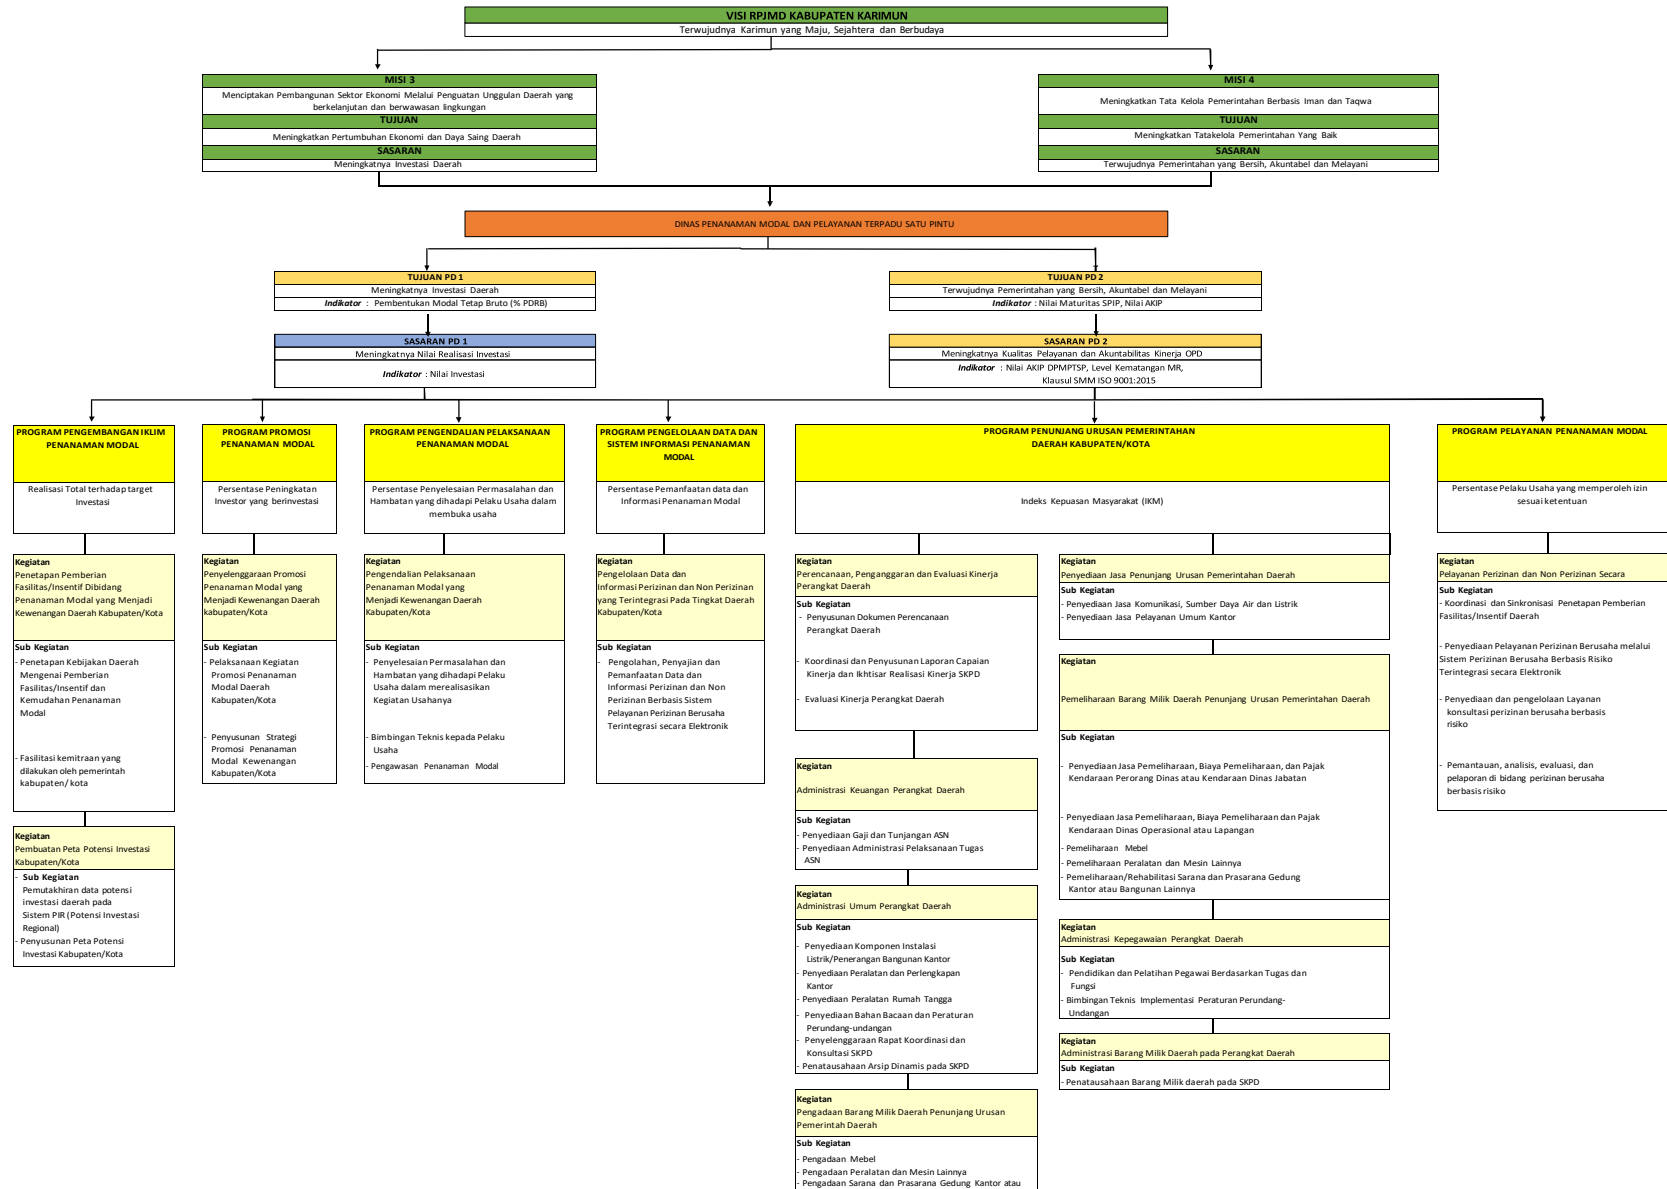 VISI RPJMD KABUPATEN KARIMUN
Terwujudnya Karimun yang Maju, Sejahtera dan Berbudaya
MISI 3
Menciptakan Pembangunan Sektor Ekonomi Melalui Penguatan Unggulan Daerah yang
berkelanjutan dan berwawasan lingkungan
TUJUAN
Meningkatkan Pertumbuhan Ekonomi dan Daya Saing Daerah
SASARAN
Meningkatnya Investasi Daerah
MISI 4
Meningkatan Tata Kelola Pemerintahan Berbasis Iman dan Taqwa
TUJUAN
Meningkatkan Tatakelola Pemerintahan Yang Baik
SASARAN
Terwujudnya Pemerintahan yang Bersih, Akuntabel dan Melayani
DINAS PENANAMAN MODAL DAN PELAYANAN TERPADU SATU PINTU
TUJUAN PD 1
Meningkatnya Investasi Daerah
Indikator : Pembentukan Modal Tetap Bruto (% PDRB)
TUJUAN PD 2
Terwujudnya Pemerintahan yang Bersih, Akuntabel dan Melayani
Indikator : Nilai Maturitas SPIP, Nilai AKIP
SASARAN PD 1
Meningkatnya Nilai Realisasi Investasi
Indikator : Nilai Investasi
SASARAN PD 2
Meningkatnya Kualitas Pelayanan dan Akuntabilitas Kinerja OPD
Indikator : Nilai AKIP DPMPTSP, Level Kematangan MR,
Klausul SMM ISO 9001:2015
PROGRAM PENGEMBANGAN IKLIM
PENANAMAN MODAL
Realisasi Total terhadap target
Investasi
Kegiatan
Penetapan Pemberian
Fasilitas/Insentif Dibidang
Penanaman Modal yang Menjadi
Kewenangan Daerah Kabupaten/Kota
Sub Kegiatan
- Penetapan Kebijakan Daerah
Mengenai Pemberian
Fasilitas/Insentif dan
Kemudahan Penanaman
Modal
- Fasilitasi kemitraan yang
dilakukan oleh pemerintah
kabupaten/ kota
Kegiatan
Pembuatan Peta Potensi Investasi
Kabupaten/Kota
- Sub Kegiatan
Pemutakhiran data potensi
investasi daerah pada
Sistem PIR (Potensi Investasi
Regional)
- Penyusunan Peta Potensi
Investasi Kabupaten/Kota
PROGRAM PROMOSI
PENANAMAN MODAL
Persentase Peningkatan
Investor yang berinvestasi
Kegiatan
Penyelenggaraan Promosi
Penanaman Modal yang
Menjadi Kewenangan Daerah
kabupaten/Kota
Sub Kegiatan
- Pelaksanaan Kegiatan
Promosi Penanaman
Modal Daerah
Kabupaten/Kota
- Penyusunan Strategi
Promosi Penanaman
Modal Kewenangan
Kabupaten/Kota
PROGRAM PENGENDALIAN PELAKSANAAN
PENANAMAN MODAL
Persentase Penyelesaian Permasalahan dan
Hambatan yang dihadapi Pelaku Usaha dalam
membuka usaha
Kegiatan
Pengendalian Pelaksanaan
Penanaman Modal yang
Menjadi Kewenangan Daerah
Kabupaten/Kota
Sub Kegiatan
- Penyelesaian Permasalahan dan
Hambatan yang dihadapi Pelaku
Usaha dalam merealisasikan
Kegiatan Usahanya
- Bimbingan Teknis kepada Pelaku
Usaha
- Pengawasan Penanaman Modal
PROGRAM PENGELOLAAN DATA DAN
SISTEM INFORMASI PENANAMAN
MODAL
Persentase Pemanfaatan data dan
Informasi Penanaman Modal
Kegiatan
Pengelolaan Data dan
Informasi Perizinan dan Non Perizinan
yang Terintegrasi Pada Tingkat Daerah
Kabupaten/Kota
Sub Kegiatan
- Pengolahan, Penyajian dan
Pemanfaatan Data dan
Informasi Perizinan dan Non
Perizinan Berbasis Sistem
Pelayanan Perizinan Berusaha
Terintegrasi secara Elektronik
PROGRAM PENUNJANG URUSAN PEMERINTAHAN
DAERAH KABUPATEN/KOTA
Indeks Kepuasan Masyarakat (IKM)
Kegiatan
Perencanaan, Penganggaran dan Evaluasi Kinerja
Perangkat Daerah
Sub Kegiatan
- Penyusunan Dokumen Perencanaan
Perangkat Daerah
- Koordinasi dan Penyusunan Laporan Capaian
Kinerja dan Ikhtisar Realisasi Kinerja SKPD
- Evaluasi Kinerja Perangkat Daerah
Kegiatan
Administrasi Keuangan Perangkat Daerah
Sub Kegiatan
- Penyediaan Gaji dan Tunjangan ASN
- Penyediaan Administrasi Pelaksanaan Tugas
ASN
Kegiatan
Administrasi Umum Perangkat Daerah
Sub Kegiatan
- Penyediaan Komponen Instalasi
Listrik/Penerangan Bangunan Kantor
- Penyediaan Peralatan dan Perlengkapan
Kantor
- Penyediaan Peralatan Rumah Tangga
- Penyediaan Bahan Bacaan dan Peraturan
Perundang-undangan
- Penyelenggaraan Rapat Koordinasi dan
Konsultasi SKPD
- Penatausahaan Arsip Dinamis pada SKPD
Kegiatan
Pengadaan Barang Milik Daerah Penunjang Urusan
Pemerintah Daerah
Sub Kegiatan
- Pengadaan Mebel
- Pengadaan Peralatan dan Mesin Lainnya
- Pengadaan Sarana dan Prasarana Gedung Kantor atau
Kegiatan
Penyediaan Jasa Penunjang Urusan Pemerintahan Daerah
Sub Kegiatan
- Penyediaan Jasa Komunikasi, Sumber Daya Air dan Listrik
- Penyediaan Jasa Pelayanan Umum Kantor
Kegiatan
Pemeliharaan Barang Milik Daerah Penunjang Urusan Pemerintahan Daerah
Sub Kegiatan
- Penyediaan Jasa Pemeliharaan, Biaya Pemeliharaan, dan Pajak
Kendaraan Perorang Dinas atau Kendaraan Dinas Jabatan
- Penyediaan Jasa Pemeliharaan, Biaya Pemeliharaan dan Pajak
Kendaraan Dinas Operasional atau Lapangan
- Pemeliharaan Mebel
- Pemeliharaan Peralatan dan Mesin Lainnya
- Pemeliharaan/Rehabilitasi Sarana dan Prasarana Gedung
Kantor atau Bangunan Lainnya
Kegiatan
Administrasi Kepegawaian Perangkat Daerah
Sub Kegiatan
- Pendidikan dan Pelatihan Pegawai Berdasarkan Tugas dan
Fungsi
- Bimbingan Teknis Implementasi Peraturan Perundang-
Undangan
Kegiatan
Administrasi Barang Milik Daerah pada Perangkat Daerah
Sub Kegiatan
- Penatausahaan Barang Milik daerah pada SKPD
PROGRAM PELAYANAN PENANAMAN MODAL
Persentase Pelaku Usaha yang memperoleh izin
sesuai ketentuan
Kegiatan
Pelayanan Perizinan dan Non Perizinan Secara
Sub Kegiatan
- Koordinasi dan Sinkronisasi Penetapan Pemberian
Fasilitas/Insentif Daerah
- Penyediaan Pelayanan Perizinan Berusaha melalui
Sistem Perizinan Berusaha Berbasis Risiko
Terintegrasi secara Elektronik
- Penyediaan dan pengelolaan Layanan
konsultasi perizinan berusaha berbasis
risiko
- Pemantauan, analisis, evaluasi, dan
pelaporan di bidang perizinan berusaha
berbasis risiko